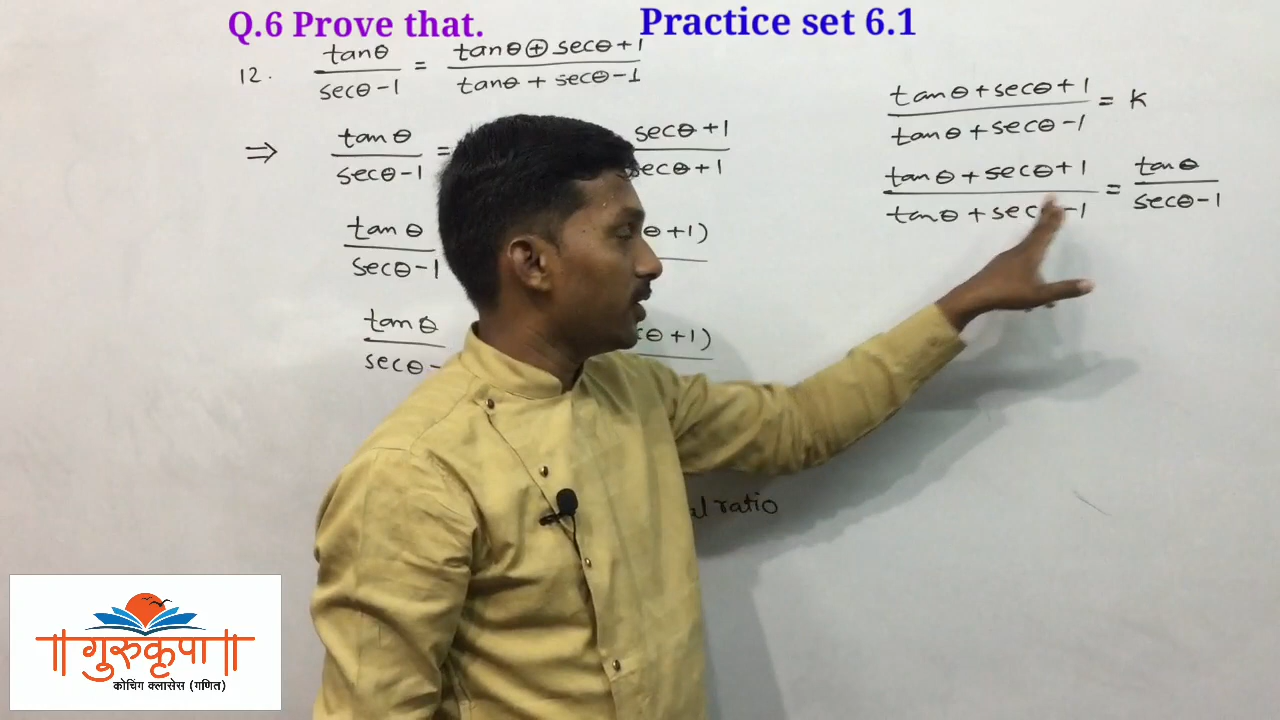 Q.6 Prove that. Practice set 6.1
12. tanθ/secθ-1 = tanθ⊕secθ+1/tanθ+secθ-1
⇒ tanθ/secθ-1 = secθ+1/secθ+1
tanθ/secθ-1 θ+1)
tanθ/secθ- θ+1)
al ratio
tanθ+secθ+1/tanθ+secθ-1 = K
tanθ+secθ+1/tanθ+sec-1 = tanθ/secθ-1
||गुरुकृपा||
कोचिंग क्लासेस (गणित)